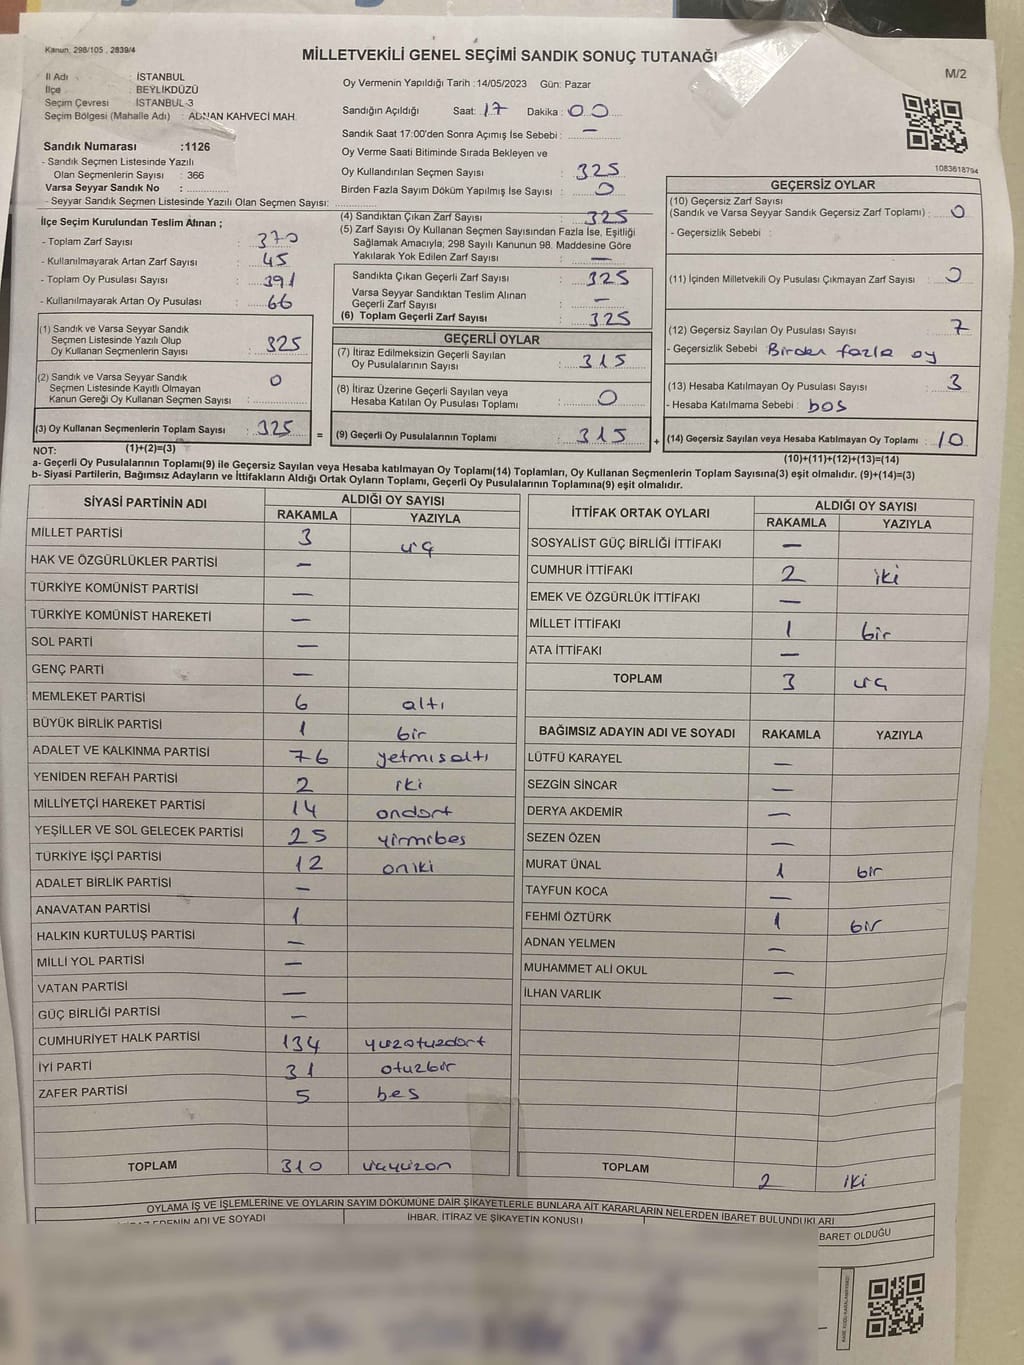 Kanun: 298/105 , 2839/4
MİLLETVEKİLİ GENEL SEÇİMİ SANDIK SONUÇ TUTANAĞI
M/2
İl Adı : İSTANBUL
İlçe : BEYLİKDÜZÜ
Seçim Çevresi İSTANBUL-3
Seçim Bölgesi (Mahalle Adı) : ADNAN KAHVECİ MAH.
Sandık Numarası :1126
- Sandık Seçmen Listesinde Yazılı
Olan Seçmenlerin Sayısı : 366
Varsa Seyyar Sandık No :
- Seyyar Sandık Seçmen Listesinde Yazılı Olan Seçmen Sayısı:
Oy Vermenin Yapıldığı Tarih :14/05/2023 Gün: Pazar
Sandığın Açıldığı Saat: 17 Dakika : 00
Sandık Saat 17:00'den Sonra Açımış İse Sebebi : —
Oy Verme Saati Bitiminde Sırada Bekleyen ve
Oy Kullandırılan Seçmen Sayısı : 325
Birden Fazla Sayım Döküm Yapılmış İse Sayısı : 0
1083618794
İlçe Seçim Kurulundan Teslim Alınan ;
- Toplam Zarf Sayısı : 370
- Kullanılmayarak Artan Zarf Sayısı : 45
- Toplam Oy Pusulası Sayısı : 391
- Kullanılmayarak Artan Oy Pusulası : 66
(1) Sandık ve Varsa Seyyar Sandık
Seçmen Listesinde Yazılı Olup
Oy Kullanan Seçmenlerin Sayısı : 325
(2) Sandık ve Varsa Seyyar Sandık
Seçmen Listesinde Kayıtlı Olmayan
Kanun Gereği Oy Kullanan Seçmen Sayısı : 0
(3) Oy Kullanan Seçmenlerin Toplam Sayısı : 325
(1)+(2)=(3)
(4) Sandıktan Çıkan Zarf Sayısı : 325
(5) Zarf Sayısı Oy Kullanan Seçmen Sayısından Fazla İse, Eşitliği
Sağlamak Amacıyla; 298 Sayılı Kanunun 98. Maddesine Göre
Yakılarak Yok Edilen Zarf Sayısı : —
Sandıkta Çıkan Geçerli Zarf Sayısı : 325
Varsa Seyyar Sandıktan Teslim Alınan
Geçerli Zarf Sayısı : —
(6) Toplam Geçerli Zarf Sayısı : 325
GEÇERLİ OYLAR
(7) İtiraz Edilmeksizin Geçerli Sayılan
Oy Pusulalarının Sayısı : 315
(8) İtiraz Üzerine Geçerli Sayılan veya
Hesaba Katılan Oy Pusulası Toplamı : 0
= (9) Geçerli Oy Pusulalarının Toplamı : 315
GEÇERSİZ OYLAR
(10) Geçersiz Zarf Sayısı
(Sandık ve Varsa Seyyar Sandık Geçersiz Zarf Toplamı) : 0
- Geçersizlik Sebebi :
(11) İçinden Milletvekili Oy Pusulası Çıkmayan Zarf Sayısı : 0
(12) Geçersiz Sayılan Oy Pusulası Sayısı : 7
- Geçersizlik Sebebi Birden fazla oy
(13) Hesaba Katılmayan Oy Pusulası Sayısı : 3
- Hesaba Katılmama Sebebi : bos
+ (14) Geçersiz Sayılan veya Hesaba Katılmayan Oy Toplamı : 10
(10)+(11)+(12)+(13)=(14)
NOT:
a- Geçerli Oy Pusulalarının Toplamı(9) ile Geçersiz Sayılan veya Hesaba katılmayan Oy Toplamı(14) Toplamları, Oy Kullanan Seçmenlerin Toplam Sayısına(3) eşit olmalıdır. (9)+(14)=(3)
b- Siyasi Partilerin, Bağımsız Adayların ve İttifakların Aldığı Ortak Oyların Toplamı, Geçerli Oy Pusulalarının Toplamına(9) eşit olmalıdır.
SİYASİ PARTİNİN ADI ALDIĞI OY SAYISI
RAKAMLA YAZIYLA
MİLLET PARTİSİ 3 uç
HAK VE ÖZGÜRLÜKLER PARTİSİ —
TÜRKİYE KOMÜNİST PARTİSİ —
TÜRKİYE KOMÜNİST HAREKETİ —
SOL PARTİ —
GENÇ PARTİ —
MEMLEKET PARTİSİ 6 altı
BÜYÜK BİRLİK PARTİSİ 1 bir
ADALET VE KALKINMA PARTİSİ 76 yetmisaltı
YENİDEN REFAH PARTİSİ 2 iki
MİLLİYETÇİ HAREKET PARTİSİ 14 ondort
YEŞİLLER VE SOL GELECEK PARTİSİ 25 yirmibes
TÜRKİYE İŞÇİ PARTİSİ 12 oniki
ADALET BİRLİK PARTİSİ —
ANAVATAN PARTİSİ 1
HALKIN KURTULUŞ PARTİSİ —
MİLLİ YOL PARTİSİ —
VATAN PARTİSİ —
GÜÇ BİRLİĞİ PARTİSİ —
CUMHURİYET HALK PARTİSİ 134 yuzotuzdort
İYİ PARTİ 31 otuzbir
ZAFER PARTİSİ 5 bes
TOPLAM 310 ucyuzon
İTTİFAK ORTAK OYLARI ALDIĞI OY SAYISI
RAKAMLA YAZIYLA
SOSYALİST GÜÇ BİRLİĞİ İTTİFAKI —
CUMHUR İTTİFAKI 2 iki
EMEK VE ÖZGÜRLÜK İTTİFAKI —
MİLLET İTTİFAKI 1 bir
ATA İTTİFAKI —
TOPLAM 3 uç
BAĞIMSIZ ADAYIN ADI VE SOYADI RAKAMLA YAZIYLA
LÜTFÜ KARAYEL —
SEZGİN SİNCAR —
DERYA AKDEMİR —
SEZEN ÖZEN —
MURAT ÜNAL 1 bir
TAYFUN KOCA —
FEHMİ ÖZTÜRK 1 bir
ADNAN YELMEN —
MUHAMMET ALİ OKUL —
İLHAN VARLIK —
TOPLAM 2 iki
OYLAMA İŞ VE İŞLEMLERİNE VE OYLARIN SAYIM DÖKÜMÜNE DAİR ŞİKAYETLERLE BUNLARA AİT KARARLARIN NELERDEN İBARET BULUNDUKLARI
EDENİN ADI VE SOYADI İHBAR, İTİRAZ VE ŞİKAYETİN KONUSU BARET OLDUĞU